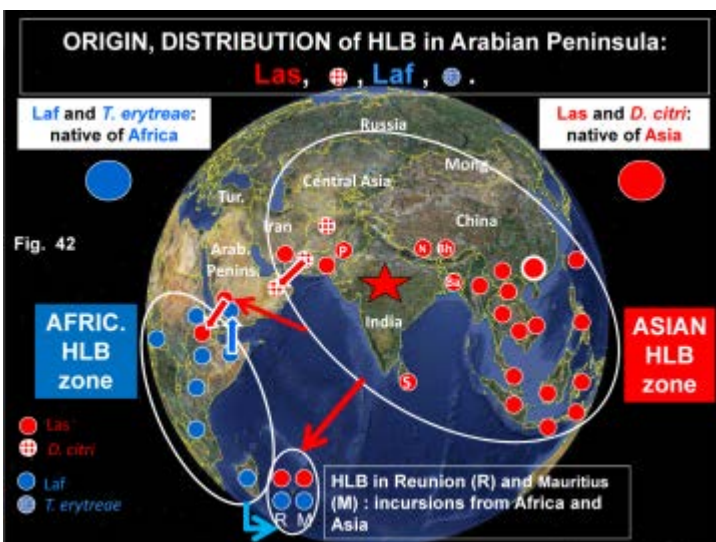 ORIGIN, DISTRIBUTION of HLB in Arabian Peninsula:
Las, , Laf , .
Laf and T. erytreae:
native of Africa
Las and D. citri:
native of Asia
Russia
Mong.
Central Asia
Tur.
China
Iran
Fig. 42
Arab.
Penins.
P
N
Bh
Ba
India
S
AFRIC.
HLB
zone
ASIAN
HLB
zone
Las
D. citri
Laf
T. erytreae
R M
HLB in Reunion (R) and Mauritius
(M) : incursions from Africa and
Asia